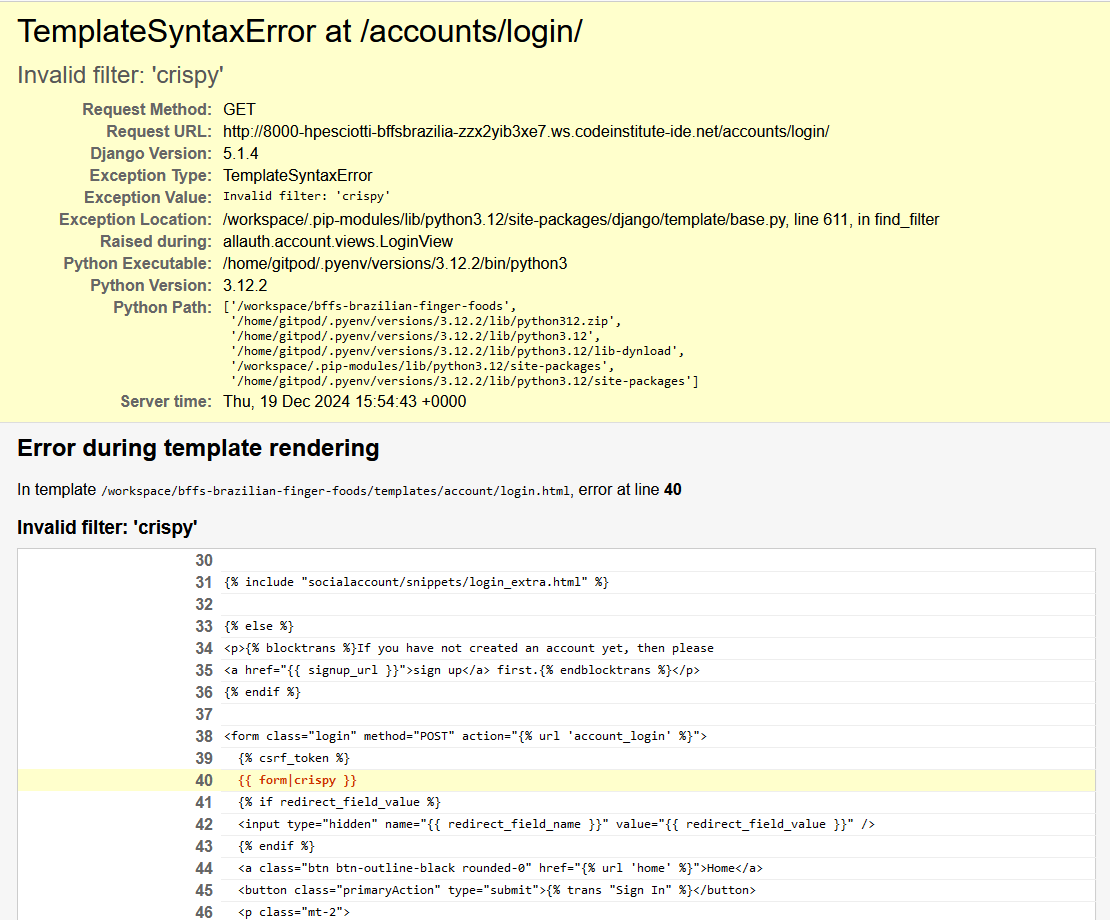 TemplateSyntaxError at /accounts/login/
Invalid filter: 'crispy'
Request Method: GET
Request URL: http://8000-hpesciotti-bffsbrazilia-zzx2yib3xe7.ws.codeinstitute-ide.net/accounts/login/
Django Version: 5.1.4
Exception Type: TemplateSyntaxError
Exception Value: Invalid filter: 'crispy'
Exception Location: /workspace/.pip-modules/lib/python3.12/site-packages/django/template/base.py, line 611, in find_filter
Raised during: allauth.account.views.LoginView
Python Executable: /home/gitpod/.pyenv/versions/3.12.2/bin/python3
Python Version: 3.12.2
Python Path: ['/workspace/bffs-brazilian-finger-foods',
'/home/gitpod/.pyenv/versions/3.12.2/lib/python312.zip',
'/home/gitpod/.pyenv/versions/3.12.2/lib/python3.12',
'/home/gitpod/.pyenv/versions/3.12.2/lib/python3.12/lib-dynload',
'/workspace/.pip-modules/lib/python3.12/site-packages',
'/home/gitpod/.pyenv/versions/3.12.2/lib/python3.12/site-packages']
Server time: Thu, 19 Dec 2024 15:54:43 +0000
Error during template rendering
In template /workspace/bffs-brazilian-finger-foods/templates/account/login.html, error at line 40
Invalid filter: 'crispy'
30
31 {% include "socialaccount/snippets/login_extra.html" %}
32
33 {% else %}
34 <p>{% blocktrans %}If you have not created an account yet, then please
35 <a href="{{ signup_url }}">sign up</a> first.{% endblocktrans %}</p>
36 {% endif %}
37
38 <form class="login" method="POST" action="{% url 'account_login' %}">
39 {% csrf_token %}
40 {{ form|crispy }}
41 {% if redirect_field_value %}
42 <input type="hidden" name="{{ redirect_field_name }}" value="{{ redirect_field_value }}" />
43 {% endif %}
44 <a class="btn btn-outline-black rounded-0" href="{% url 'home' %}">Home</a>
45 <button class="primaryAction" type="submit">{% trans "Sign In" %}</button>
46 <p class="mt-2">